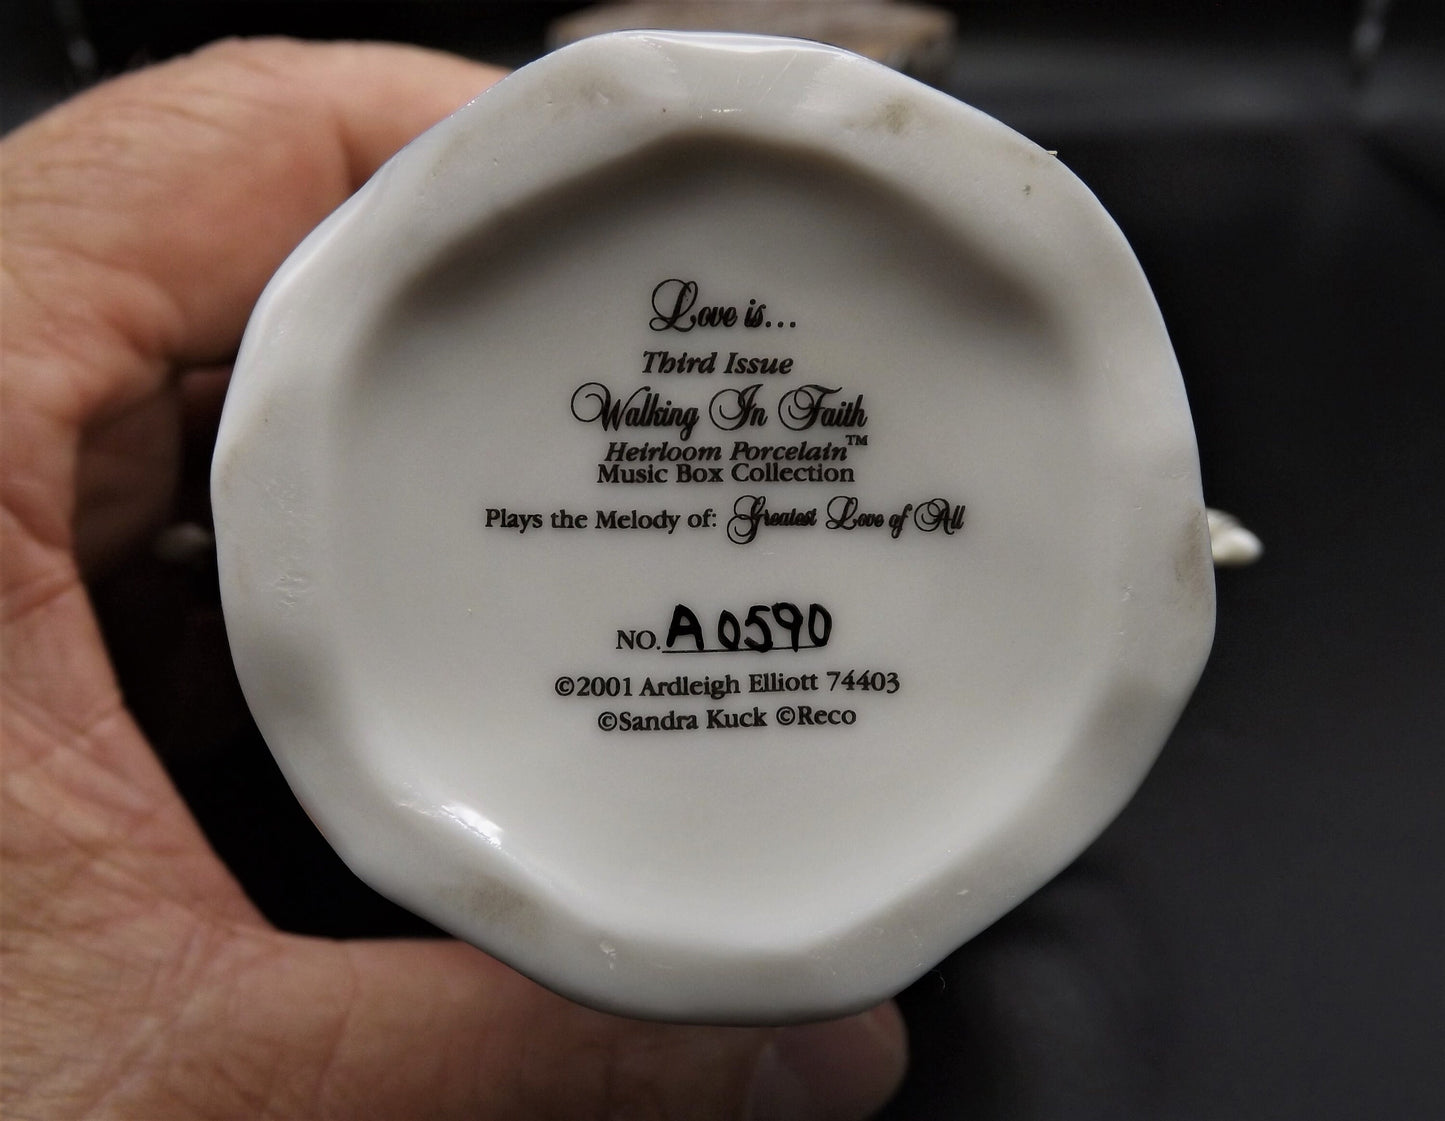 Love is...
Third Issue
Walking In Faith
Heirloom Porcelain™
Music Box Collection
Plays the Melody of: Greatest Love of All
NO. A0590
©2001 Ardleigh Elliott 74403
©Sandra Kuck ©Reco